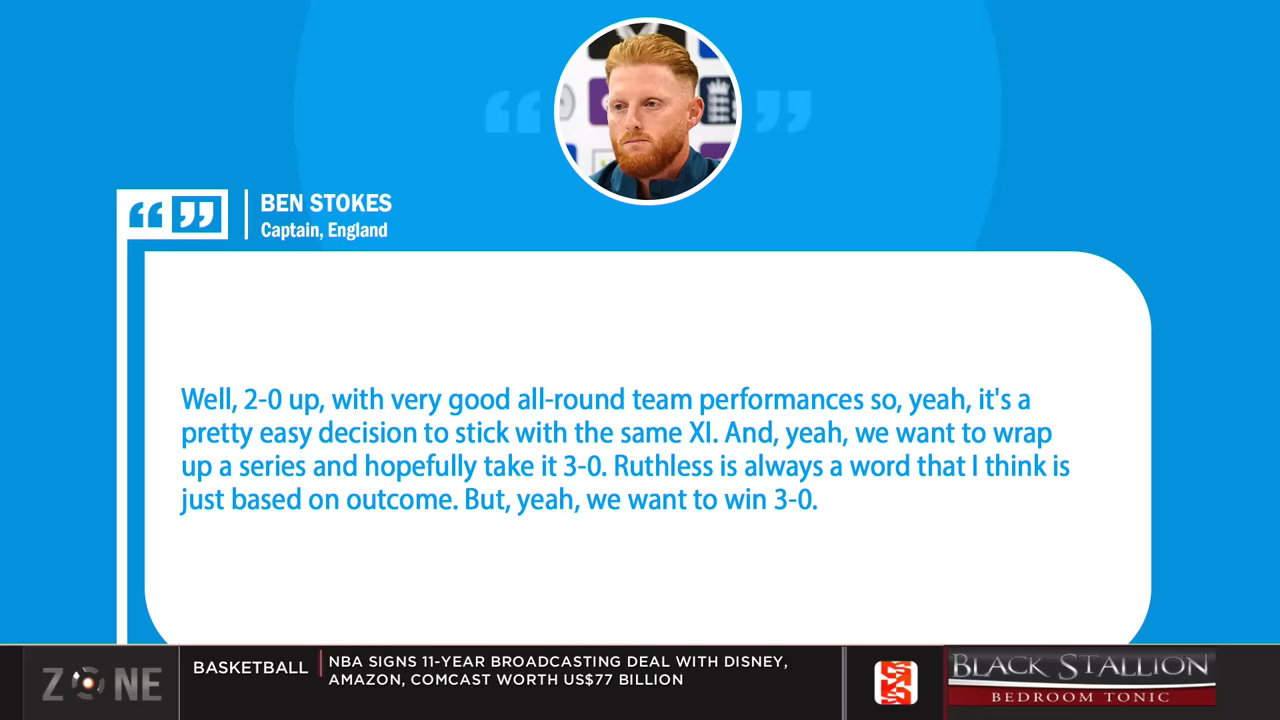 BEN STOKES
Captain, England
Well, 2-0 up, with very good all-round team performances so, yeah, it's a
pretty easy decision to stick with the same XI. And, yeah, we want to wrap
up a series and hopefully take it 3-0. Ruthless is always a word that I think is
just based on outcome. But, yeah, we want to win 3-0.
ZONE
BASKETBALL
NBA SIGNS 11-YEAR BROADCASTING DEAL WITH DISNEY,
AMAZON, COMCAST WORTH US$77 BILLION
BLACK STALLION
BEDROOM TONIC